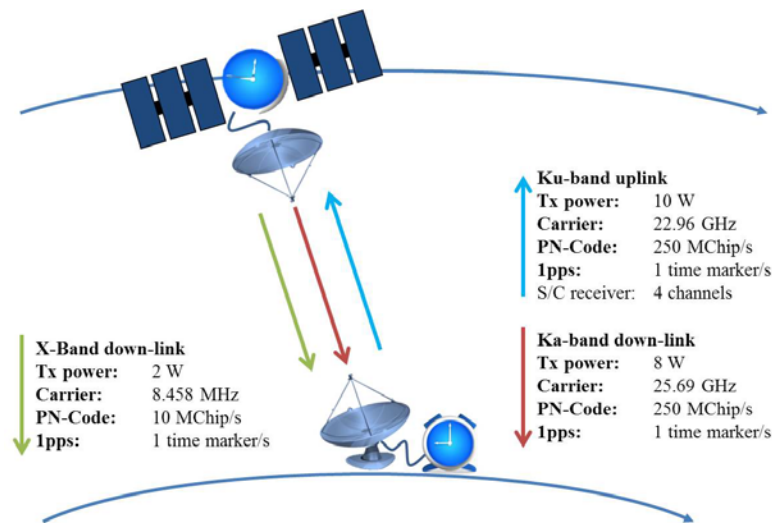 Ku-band uplink
Tx power: 10 W
Carrier: 22.96 GHz
PN-Code: 250 MChip/s
1pps: 1 time marker/s
S/C receiver: 4 channels
X-Band down-link
Tx power: 2 W
Carrier: 8.458 MHz
PN-Code: 10 MChip/s
1pps: 1 time marker/s
Ka-band down-link
Tx power: 8 W
Carrier: 25.69 GHz
PN-Code: 250 MChip/s
1pps: 1 time marker/s